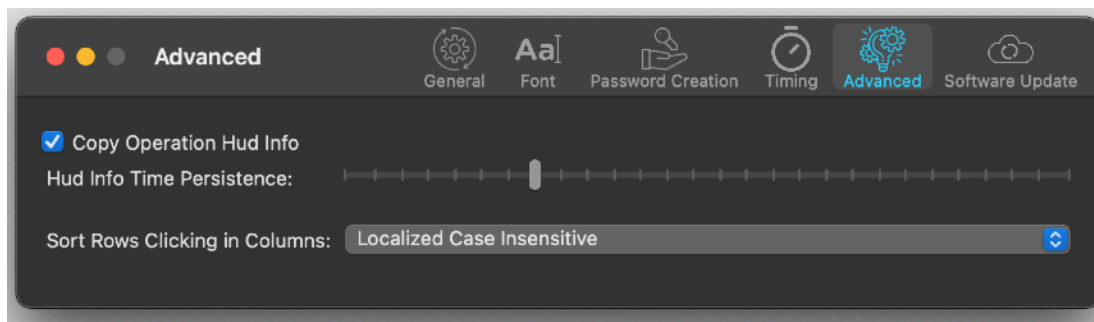 Advanced
Aa
General
Font
Password Creation
Timing
Advanced
Software Update
Copy Operation Hud Info
Hud Info Time Persistence:
Sort Rows Clicking in Columns:
Localized Case Insensitive